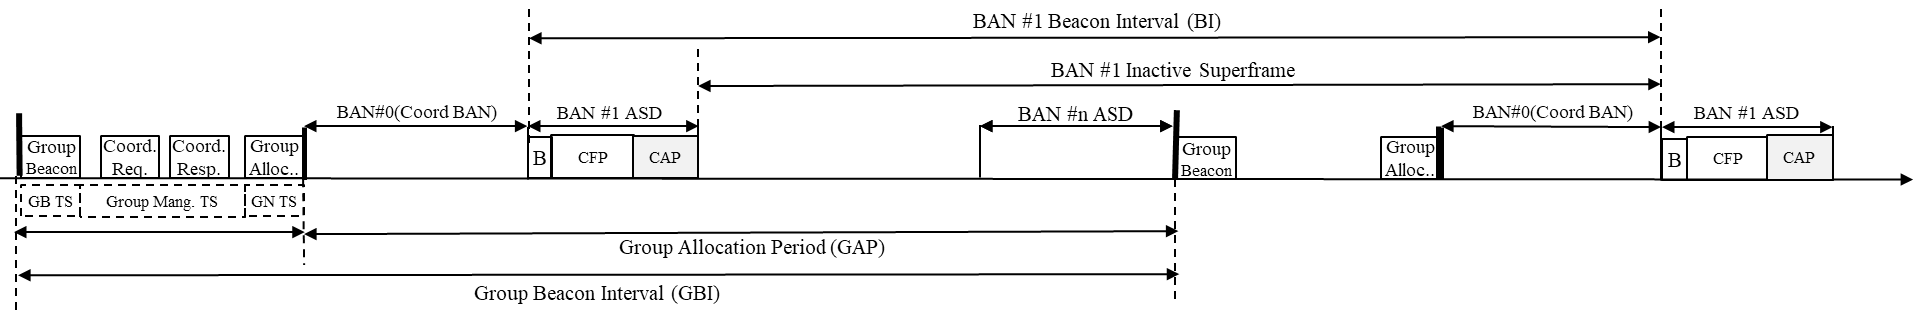 BAN #1 Beacon Interval (BI)
BAN #1 Inactive Superframe
BAN#0(Coord BAN)
BAN #1 ASD
BAN #n ASD
BAN#0(Coord BAN)
BAN #1 ASD
Group
Beacon
Coord.
Req.
Coord.
Resp.
Group
Alloc..
B
CFP
CAP
Group
Beacon
Group
Alloc..
B
CFP
CAP
GB TS
Group Mang. TS
GN TS
Group Allocation Period (GAP)
Group Beacon Interval (GBI)